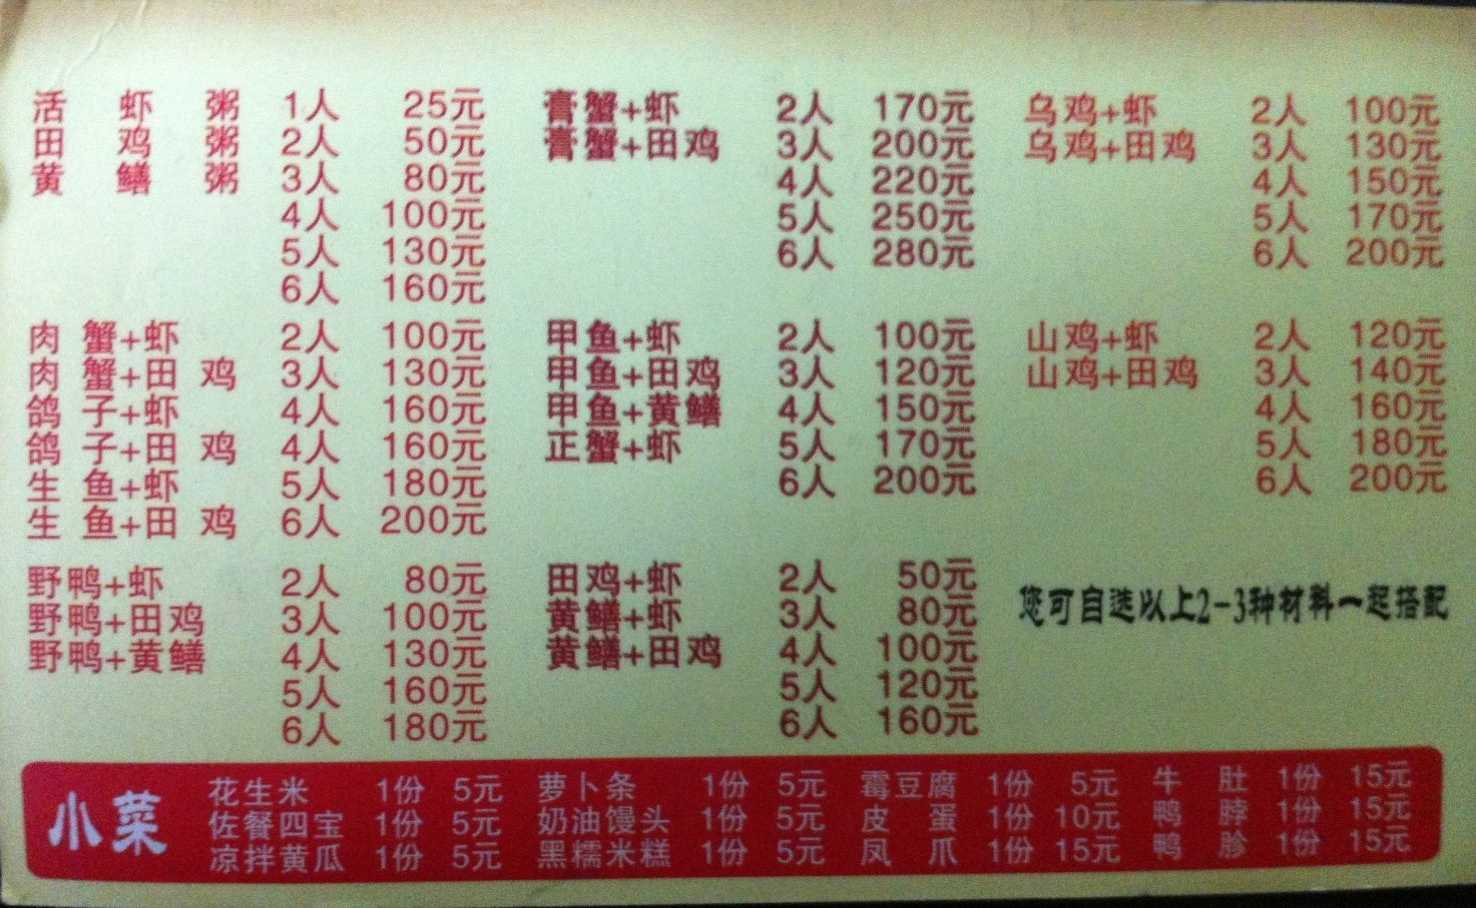 活 虾 粥 1人 25元
田 鸡 粥 2人 50元
黄 鳝 粥 3人 80元
4人 100元
5人 130元
6人 160元
膏蟹+虾 2人 170元
膏蟹+田鸡 3人 200元
4人 220元
5人 250元
6人 280元
乌鸡+虾 2人 100元
乌鸡+田鸡 3人 130元
4人 150元
5人 170元
6人 200元
肉 蟹+虾 2人 100元
肉 蟹+田 鸡 3人 130元
鸽 子+虾 4人 160元
鸽 子+田 鸡 4人 160元
生 鱼+虾 5人 180元
生 鱼+田 鸡 6人 200元
甲鱼+虾 2人 100元
甲鱼+田鸡 3人 120元
甲鱼+黄鳝 4人 150元
正蟹+虾 5人 170元
6人 200元
山鸡+虾 2人 120元
山鸡+田鸡 3人 140元
4人 160元
5人 180元
6人 200元
野鸭+虾 2人 80元
野鸭+田鸡 3人 100元
野鸭+黄鳝 4人 130元
5人 160元
6人 180元
田鸡+虾 2人 50元
黄鳝+虾 3人 80元
黄鳝+田鸡 4人 100元
5人 120元
6人 160元
您可自选以上2-3种材料一起搭配
小菜
花生米 1份 5元 萝卜条 1份 5元 霉豆腐 1份 5元 牛 肚 1份 15元
佐餐四宝 1份 5元 奶油馒头 1份 5元 皮 蛋 1份 10元 鸭 脖 1份 15元
凉拌黄瓜 1份 5元 黑糯米糕 1份 5元 凤 爪 1份 15元 鸭 胗 1份 15元